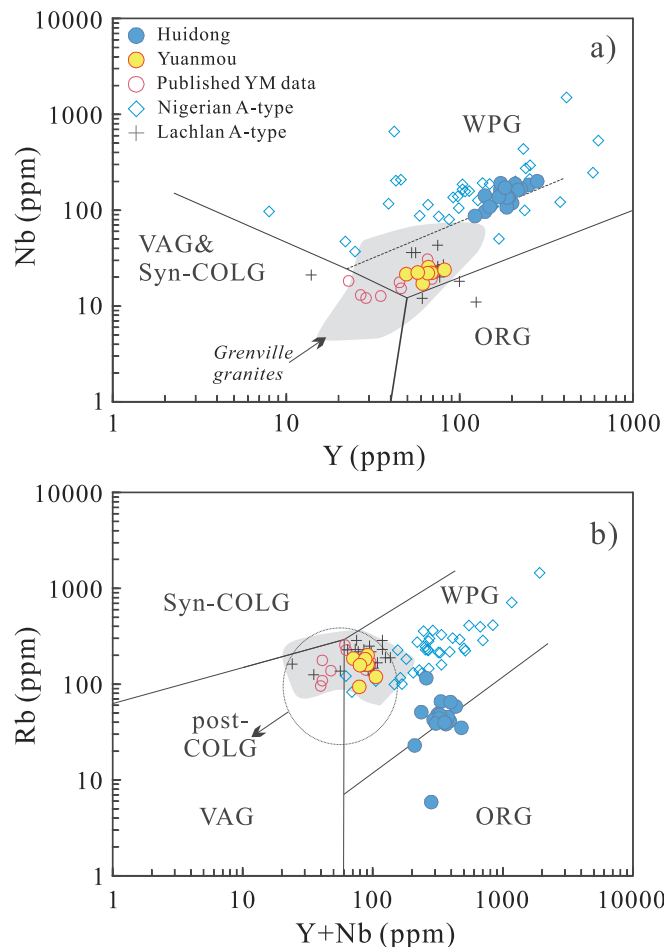 a)
Huidong
Yuanmou
Published YM data
Nigerian A-type
Lachlan A-type
WPG
VAG&
Syn-COLG
ORG
Grenville
granites
Nb (ppm)
10000
1000
100
10
1
1
10
100
1000
Y (ppm)
b)
Syn-COLG
WPG
post-
COLG
VAG
ORG
Rb (ppm)
10000
1000
100
10
1
1
10
100
1000
10000
Y+Nb (ppm)